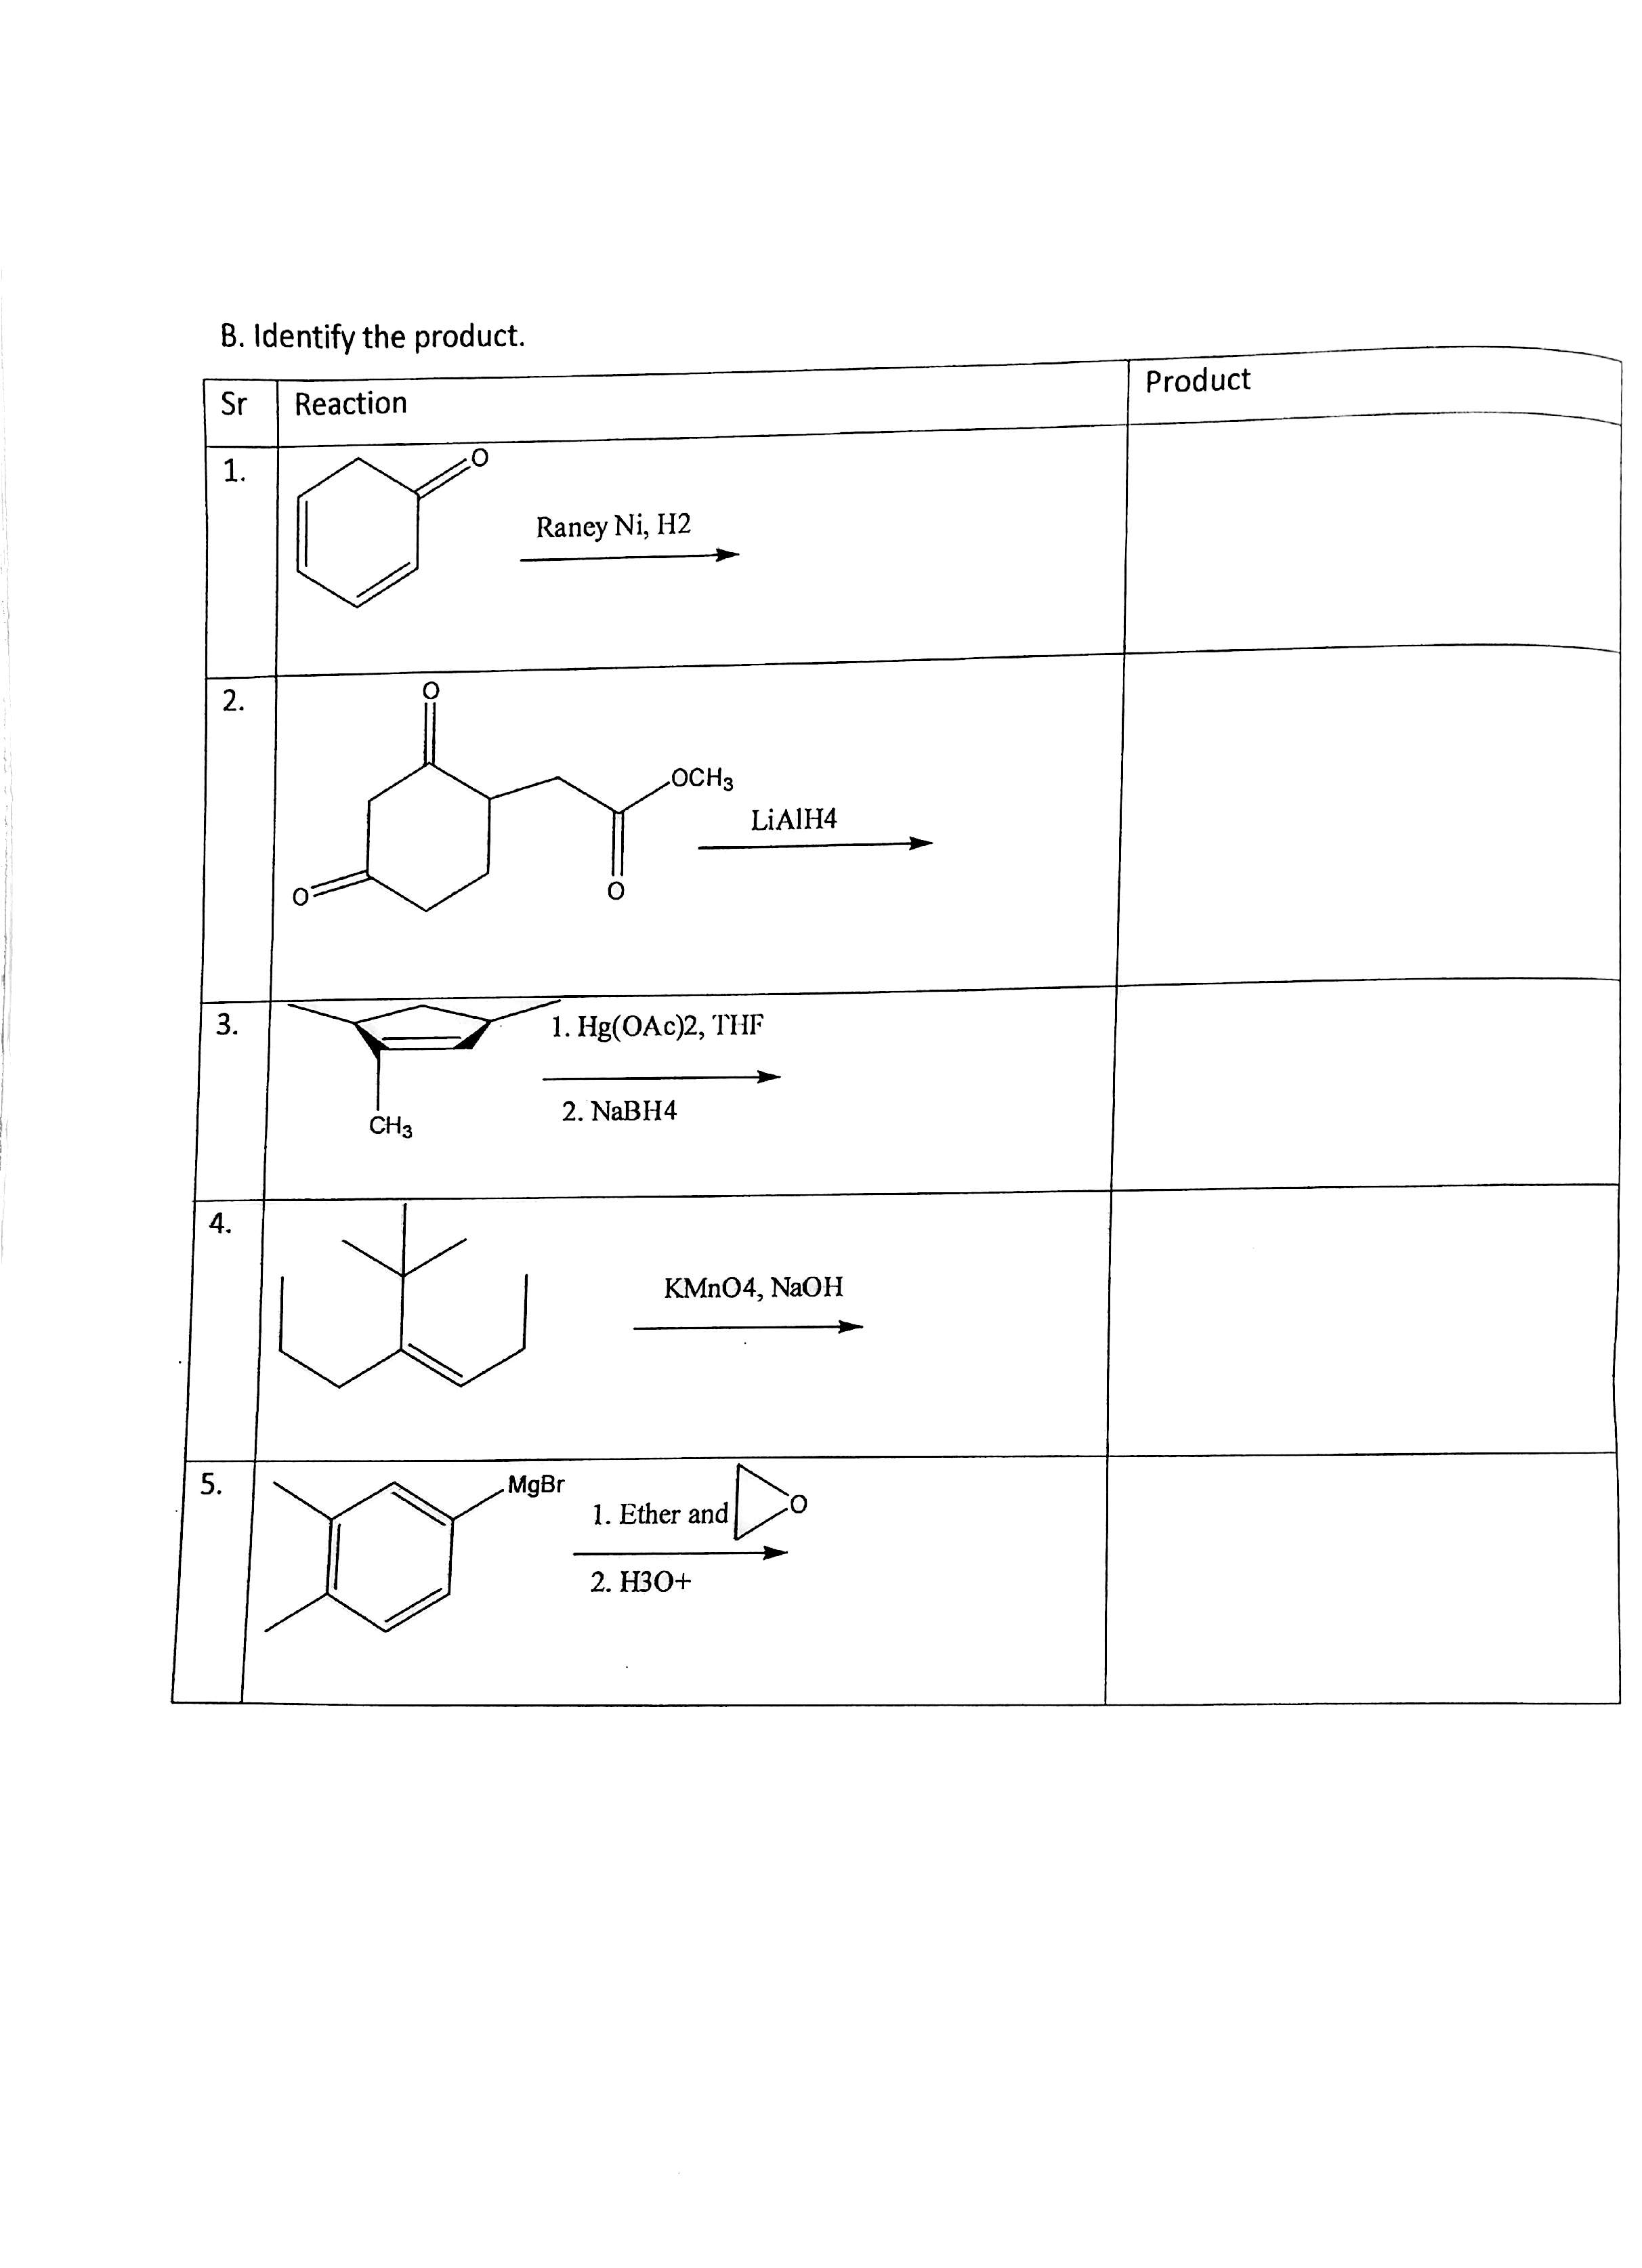 B. Identify the product.
Sr Reaction Product
1.
O
Raney Ni, H2
2.
O
OCH3
LiAlH4
O
O
3.
1. Hg(OAc)2, THF
2. NaBH4
CH3
4.
KMnO4, NaOH
5.
MgBr
1. Ether and
O
2. H3O+